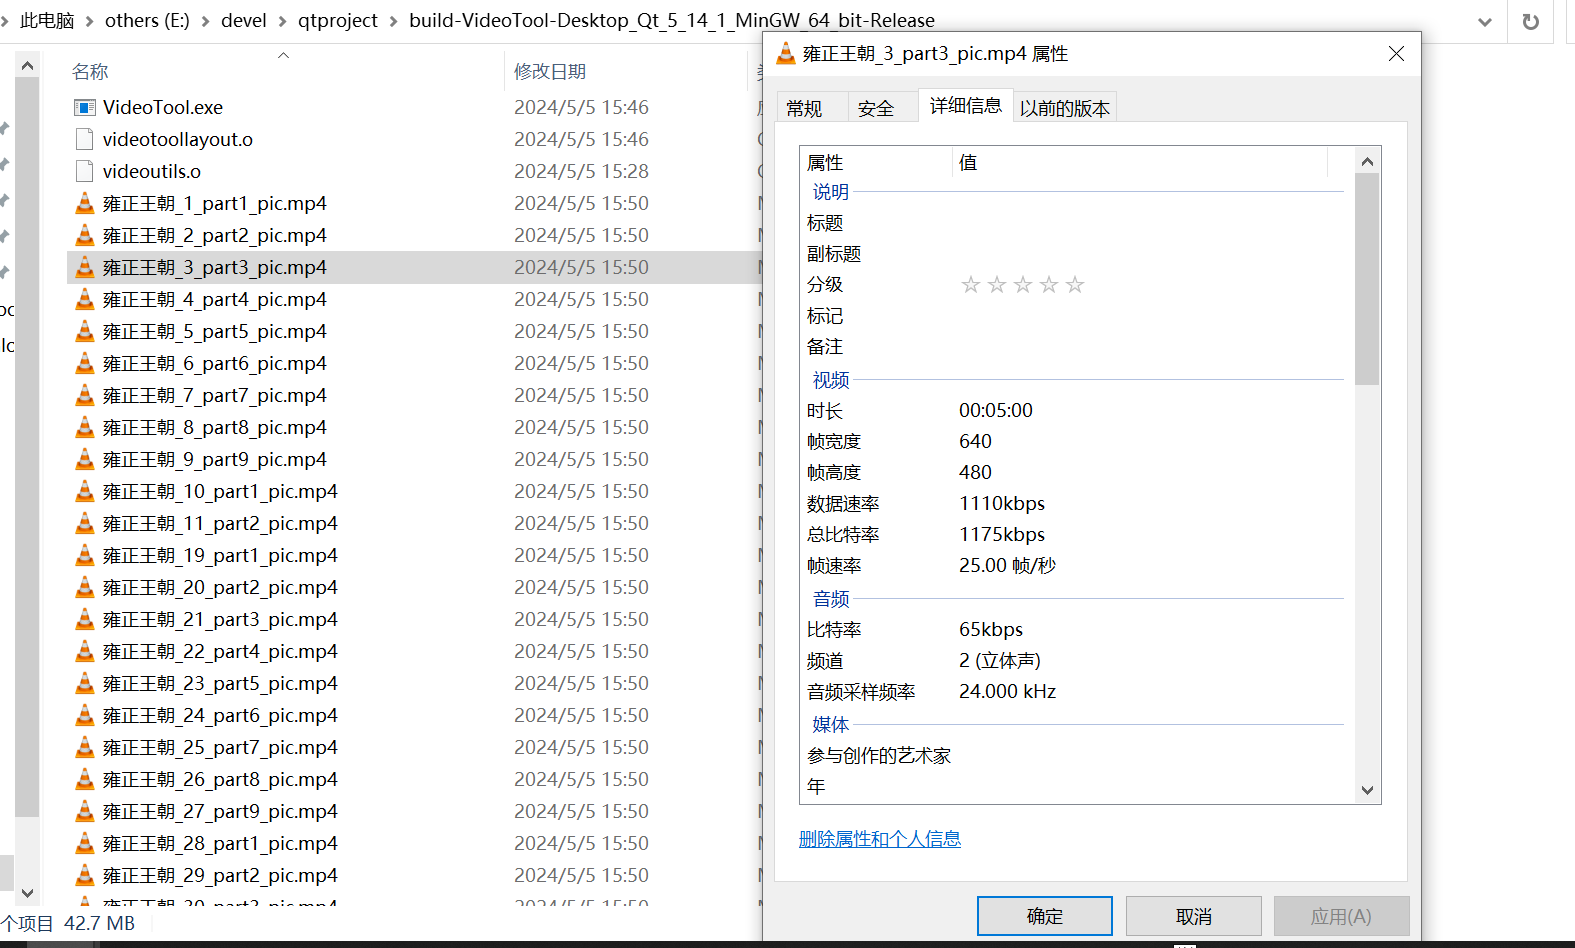 此电脑 > others (E:) > devel > qtproject > build-VideoTool-Desktop_Qt_5_14_1_MinGW_64_bit-Release
名称 修改日期
VideoTool.exe 2024/5/5 15:46
videotoollayout.o 2024/5/5 15:46
videoutils.o 2024/5/5 15:28
雍正王朝_1_part1_pic.mp4 2024/5/5 15:50
雍正王朝_2_part2_pic.mp4 2024/5/5 15:50
雍正王朝_3_part3_pic.mp4 2024/5/5 15:50
雍正王朝_4_part4_pic.mp4 2024/5/5 15:50
雍正王朝_5_part5_pic.mp4 2024/5/5 15:50
雍正王朝_6_part6_pic.mp4 2024/5/5 15:50
雍正王朝_7_part7_pic.mp4 2024/5/5 15:50
雍正王朝_8_part8_pic.mp4 2024/5/5 15:50
雍正王朝_9_part9_pic.mp4 2024/5/5 15:50
雍正王朝_10_part1_pic.mp4 2024/5/5 15:50
雍正王朝_11_part2_pic.mp4 2024/5/5 15:50
雍正王朝_19_part1_pic.mp4 2024/5/5 15:50
雍正王朝_20_part2_pic.mp4 2024/5/5 15:50
雍正王朝_21_part3_pic.mp4 2024/5/5 15:50
雍正王朝_22_part4_pic.mp4 2024/5/5 15:50
雍正王朝_23_part5_pic.mp4 2024/5/5 15:50
雍正王朝_24_part6_pic.mp4 2024/5/5 15:50
雍正王朝_25_part7_pic.mp4 2024/5/5 15:50
雍正王朝_26_part8_pic.mp4 2024/5/5 15:50
雍正王朝_27_part9_pic.mp4 2024/5/5 15:50
雍正王朝_28_part1_pic.mp4 2024/5/5 15:50
雍正王朝_29_part2_pic.mp4 2024/5/5 15:50
雍正王朝_30_part3_pic.mp4 2024/5/5 15:50
个项目 42.7 MB
雍正王朝_3_part3_pic.mp4 属性
常规 安全 详细信息 以前的版本
属性 值
说明
标题
副标题
分级 ☆☆☆☆☆
标记
备注
视频
时长 00:05:00
帧宽度 640
帧高度 480
数据速率 1110kbps
总比特率 1175kbps
帧速率 25.00 帧/秒
音频
比特率 65kbps
频道 2 (立体声)
音频采样频率 24.000 kHz
媒体
参与创作的艺术家
年
删除属性和个人信息
确定 取消 应用(A)